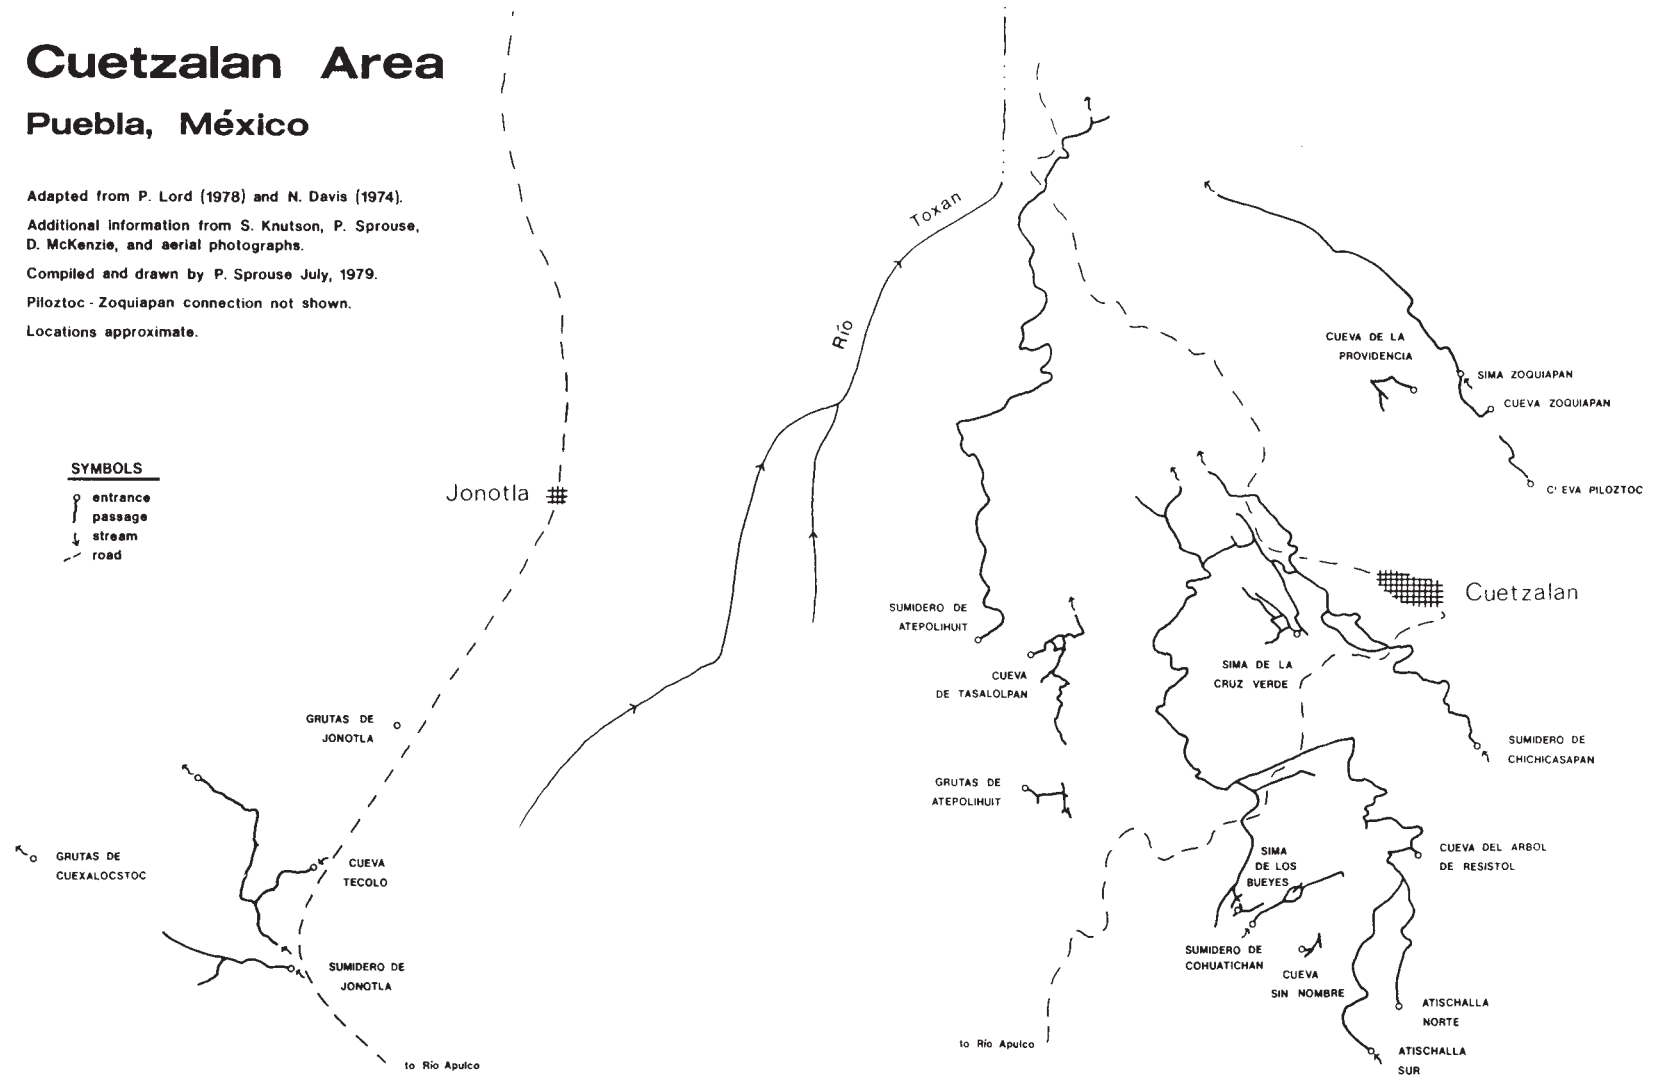 Cuetzalan Area
Puebla, México
Adapted from P. Lord (1978) and N. Davis (1974).
Additional information from S. Knutson, P. Sprouse,
D. McKenzie, and aerial photographs.
Compiled and drawn by P. Sprouse July, 1979.
Piloztoc - Zoquiapan connection not shown.
Locations approximate.
SYMBOLS
entrance
passage
stream
road
Jonotla
Río
Toxan
CUEVA DE LA
PROVIDENCIA
SIMA ZOQUIAPAN
CUEVA ZOQUIAPAN
C'EVA PILOZTOC
Cuetzalan
SUMIDERO DE
ATEPOLIHUIT
CUEVA
DE TASALOLPAN
SIMA DE LA
CRUZ VERDE
SUMIDERO DE
CHICHICASAPAN
GRUTAS DE
JONOTLA
GRUTAS DE
ATEPOLIHUIT
GRUTAS DE
CUEXALOCSTOC
CUEVA
TECOLO
SIMA
DE LOS
BUEYES
CUEVA DEL ARBOL
DE RESISTOL
SUMIDERO DE
JONOTLA
SUMIDERO DE
COHUATICHAN
CUEVA
SIN NOMBRE
ATISCHALLA
NORTE
ATISCHALLA
SUR
to Río Apulco
to Río Apulco